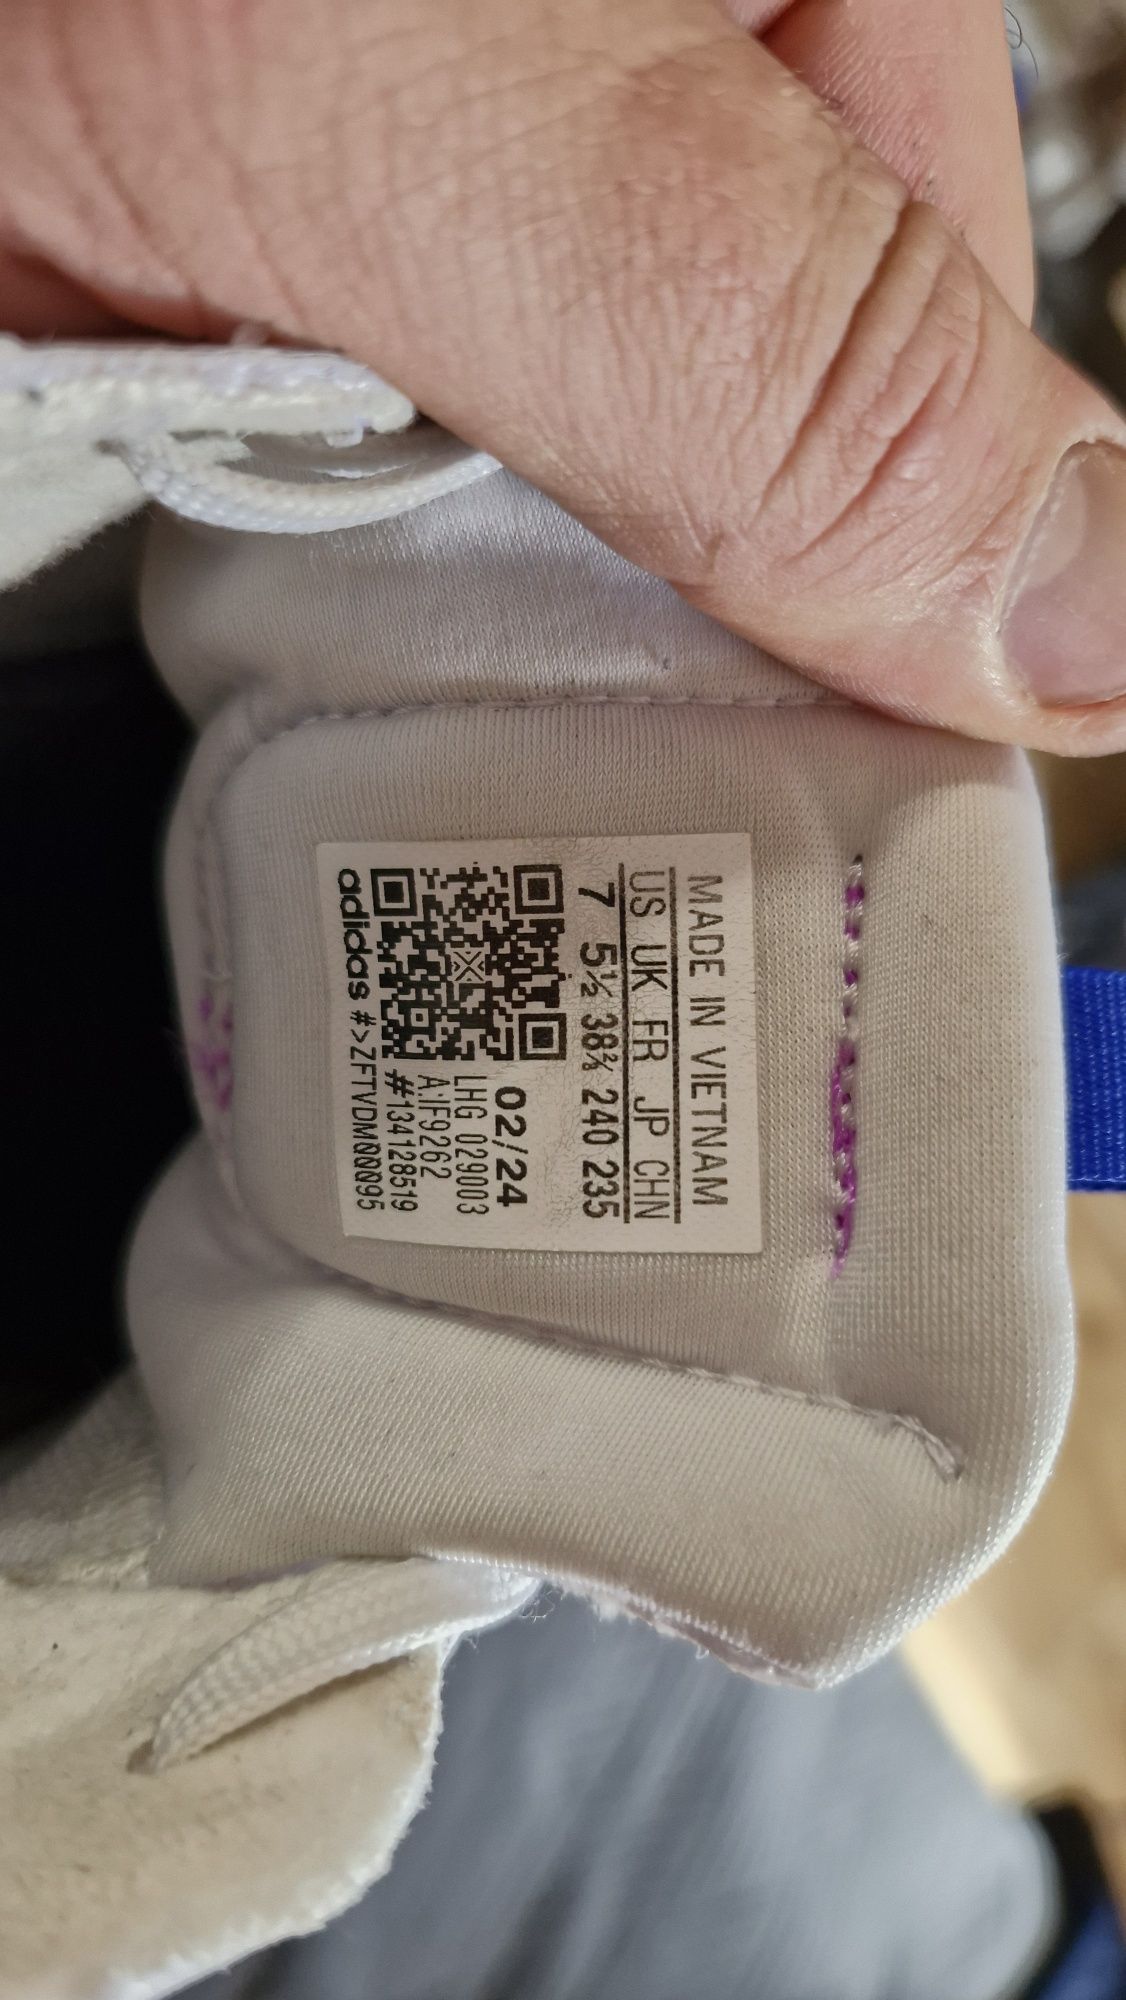 MADE IN VIETNAM
US UK FR JP CHN
7 5½ 38⅔ 240 235
02/24
LHG 029003
A:IF9262
#134128519
adidas #>ZFTVDM00095